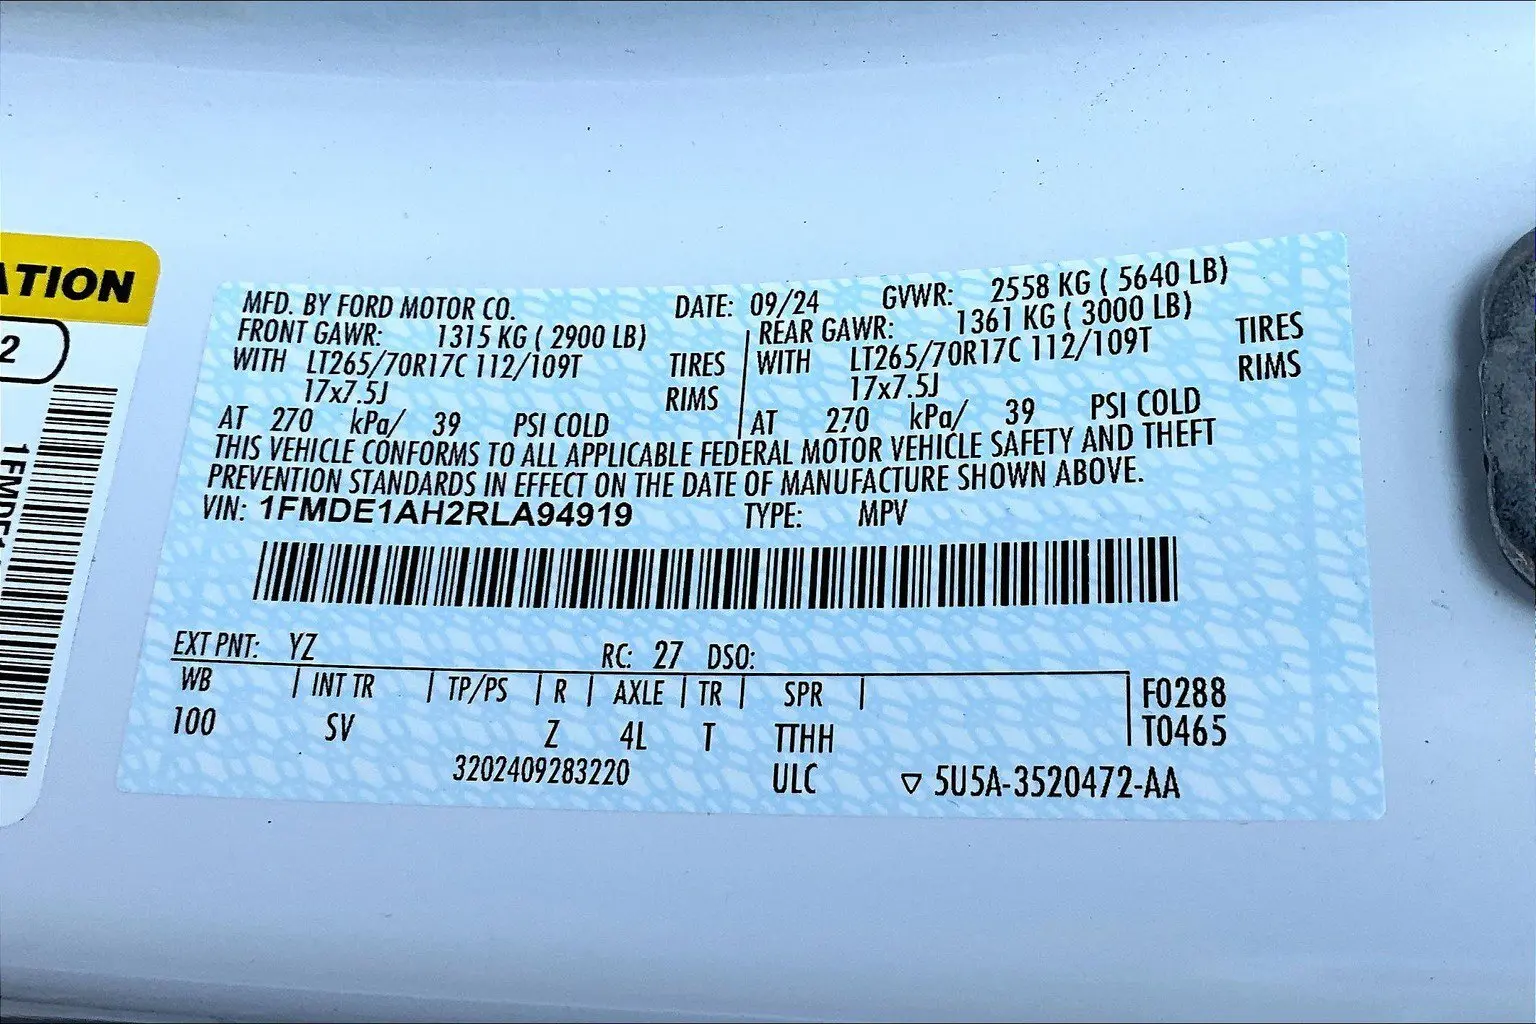 ATION
2
1FMDE1
MFD. BY FORD MOTOR CO. DATE: 09/24 GVWR: 2558 KG ( 5640 LB)
FRONT GAWR: 1315 KG ( 2900 LB) REAR GAWR: 1361 KG ( 3000 LB)
WITH LT265/70R17C 112/109T TIRES WITH LT265/70R17C 112/109T TIRES
17x7.5J RIMS 17x7.5J RIMS
AT 270 kPa/ 39 PSI COLD AT 270 kPa/ 39 PSI COLD
THIS VEHICLE CONFORMS TO ALL APPLICABLE FEDERAL MOTOR VEHICLE SAFETY AND THEFT
PREVENTION STANDARDS IN EFFECT ON THE DATE OF MANUFACTURE SHOWN ABOVE.
VIN: 1FMDE1AH2RLA94919 TYPE: MPV
EXT PNT: YZ RC: 27 DSO:
WB INT TR TP/PS R AXLE TR SPR F0288
100 SV Z 4L T TTHH T0465
3202409283220 ULC ▽ 5U5A-3520472-AA